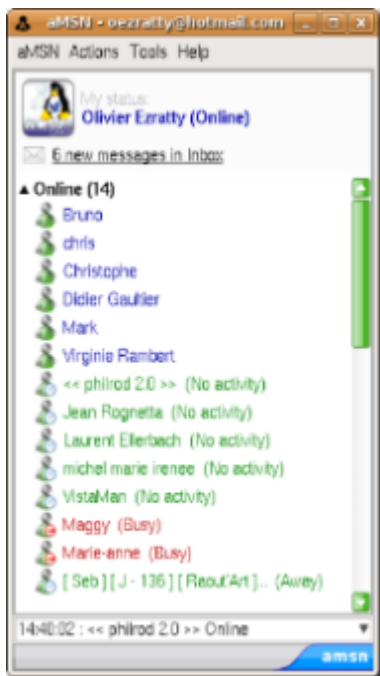 aMSN - oezratty@hotmail.com
aMSN Actions Tools Help
My status:
Olivier Ezratty (Online)
6 new messages in Inbox
Online (14)
Bruno
chris
Christophe
Didier Gaultier
Mark
Virginie Rambert
<< philrod 2.0 >> (No activity)
Jean Rognetta (No activity)
Laurent Ellerbach (No activity)
michel marie irenee (No activity)
VistaMan (No activity)
Maggy (Busy)
Marie-anne (Busy)
[ Seb ] [ J - 136 ] [ Raout'Art ]... (Away)
14:40:02 : << philrod 2.0 >> Online
amsn